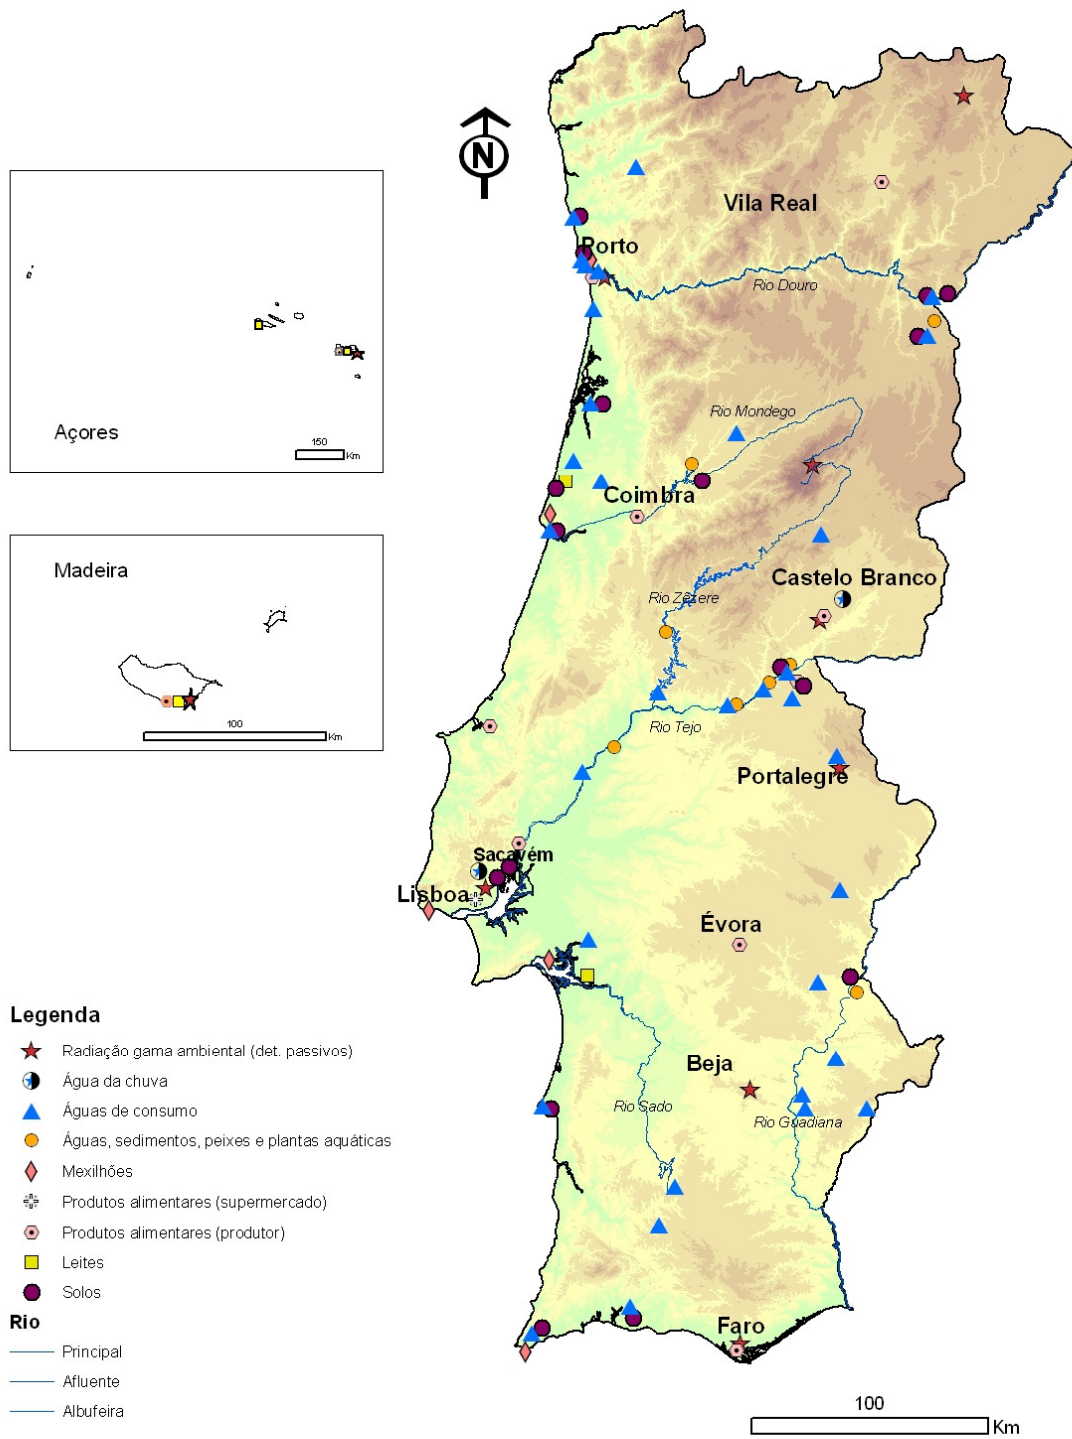 N
Vila Real
Porto
Rio Douro
Açores
150
Km
Rio Mondego
Coimbra
Madeira
100
Km
Castelo Branco
Rio Zêzere
Rio Tejo
Portalegre
Sacavém
Lisboa
Évora
Beja
Rio Sado
Rio Guadiana
Faro
Legenda
Radiação gama ambiental (det. passivos)
Água da chuva
Águas de consumo
Águas, sedimentos, peixes e plantas aquáticas
Mexilhões
Produtos alimentares (supermercado)
Produtos alimentares (produtor)
Leites
Solos
Rio
Principal
Afluente
Albufeira
100
Km